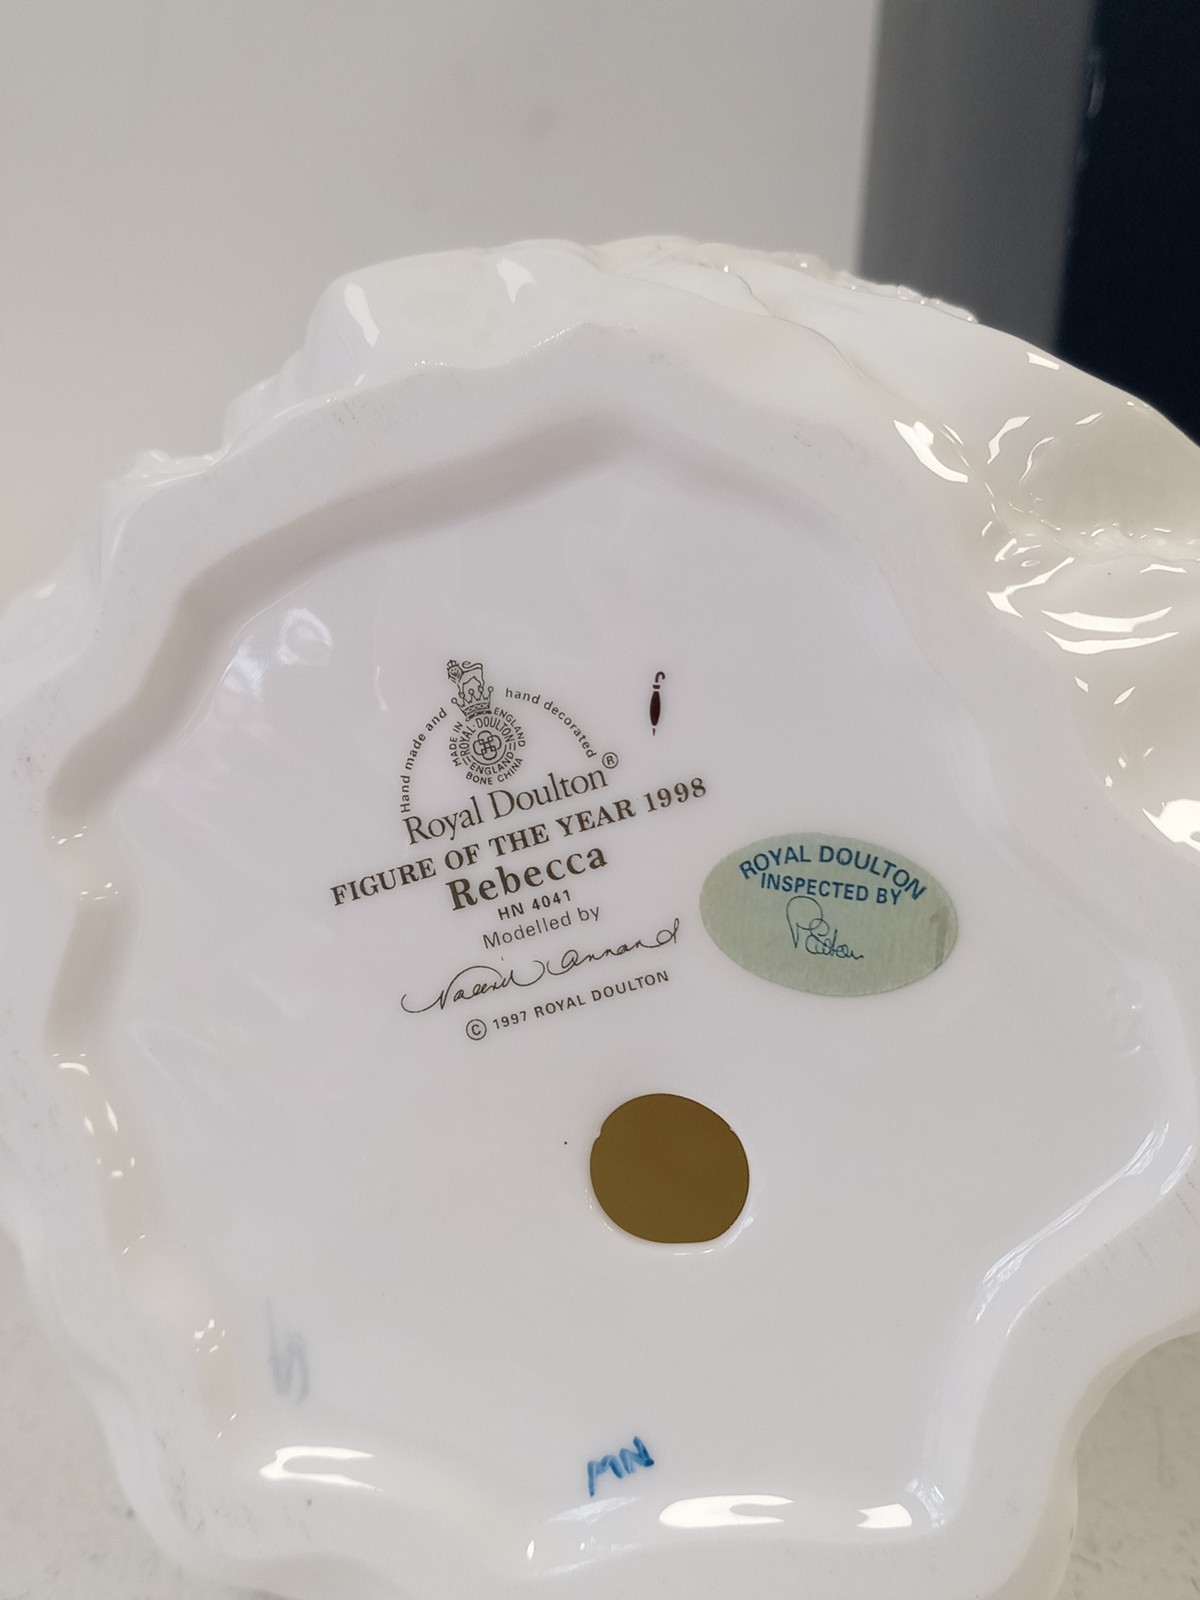 Hand made and hand decorated
MADE IN ENGLAND
ROYAL·DOULTON
ENGLAND
BONE CHINA
Royal Doulton®
FIGURE OF THE YEAR 1998
Rebecca
HN 4041
Modelled by
© 1997 ROYAL DOULTON
ROYAL DOULTON
INSPECTED BY
MN